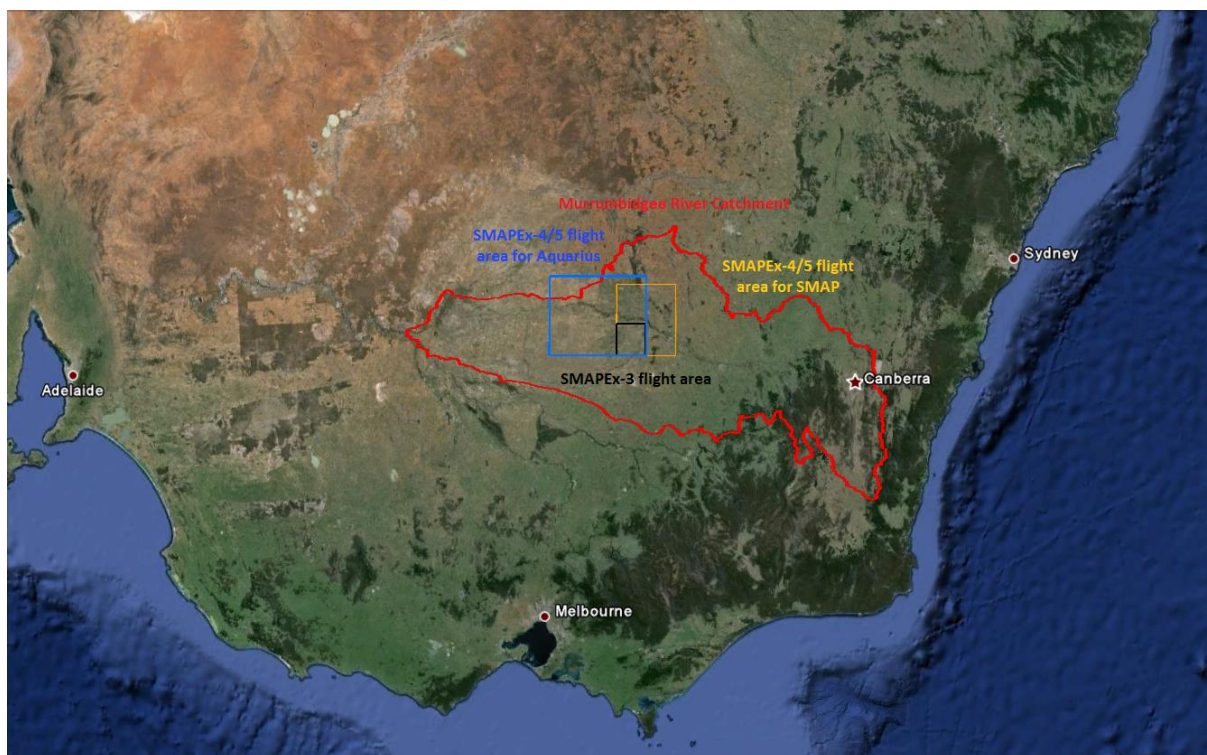 Murrumbidgee River Catchment
SMAPEx-4/5 flight
area for Aquarius
SMAPEx-4/5 flight
area for SMAP
Sydney
SMAPEx-3 flight area
Canberra
Adelaide
Melbourne